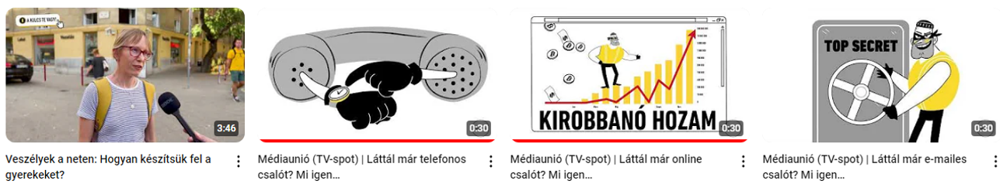 A KULCS TE VAGY!
3:46
Veszélyek a neten: Hogyan készítsük fel a
gyerekeket?
0:30
Médiaunió (TV-spot) | Láttál már telefonos
csalót? Mi igen...
KIROBBANÓ HOZAM
0:30
Médiaunió (TV-spot) | Láttál már online
csalót? Mi igen...
TOP SECRET
0:30
Médiaunió (TV-spot) | Láttál már e-mailes
csalót? Mi igen...